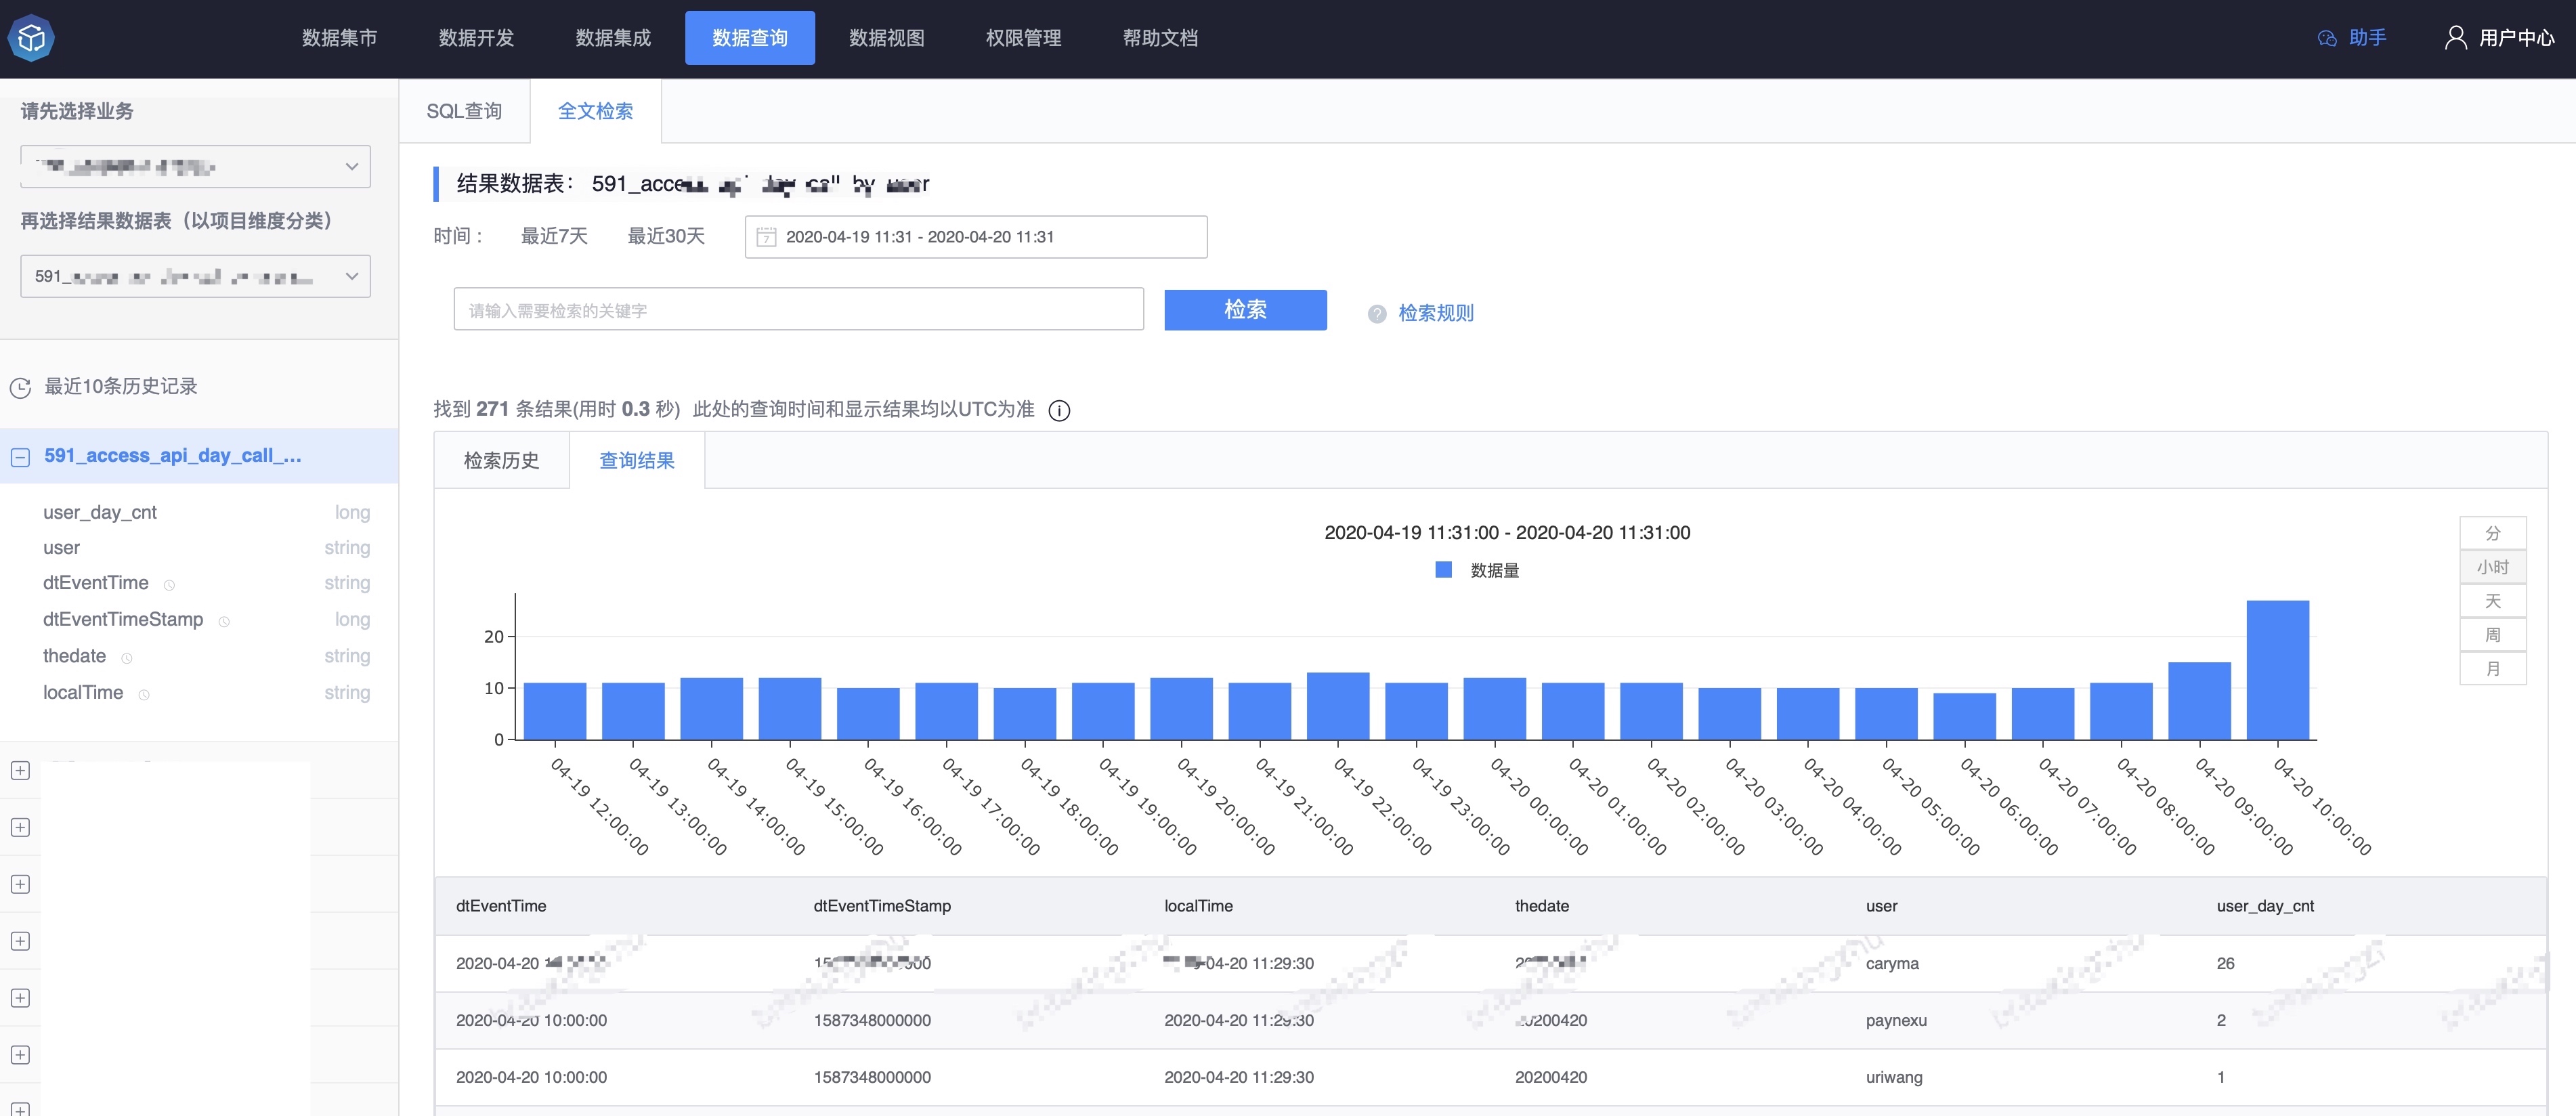 数据集市 数据开发 数据集成 数据查询 数据视图 权限管理 帮助文档 助手 用户中心
请先选择业务
再选择结果数据表（以项目维度分类）
591_
最近10条历史记录
591_access_api_day_call_...
user_day_cnt long
user string
dtEventTime string
dtEventTimeStamp long
thedate string
localTime string
SQL查询 全文检索
结果数据表： 591_acce
时间： 最近7天 最近30天 7 2020-04-19 11:31 - 2020-04-20 11:31
请输入需要检索的关键字 检索 ? 检索规则
找到 271 条结果(用时 0.3 秒) 此处的查询时间和显示结果均以UTC为准
检索历史 查询结果
2020-04-19 11:31:00 - 2020-04-20 11:31:00
数据量
分
小时
天
周
月
20
10
0
04-19 12:00:00 04-19 13:00:00 04-19 14:00:00 04-19 15:00:00 04-19 16:00:00 04-19 17:00:00 04-19 18:00:00 04-19 19:00:00 04-19 20:00:00 04-19 21:00:00 04-19 22:00:00 04-19 23:00:00 04-20 00:00:00 04-20 01:00:00 04-20 02:00:00 04-20 03:00:00 04-20 04:00:00 04-20 05:00:00 04-20 06:00:00 04-20 07:00:00 04-20 08:00:00 04-20 09:00:00 04-20 10:00:00
dtEventTime dtEventTimeStamp localTime thedate user user_day_cnt
2020-04-20 04-20 11:29:30 caryma 26
2020-04-20 10:00:00 1587348000000 2020-04-20 11:29:30 paynexu 2
2020-04-20 10:00:00 1587348000000 2020-04-20 11:29:30 20200420 uriwang 1